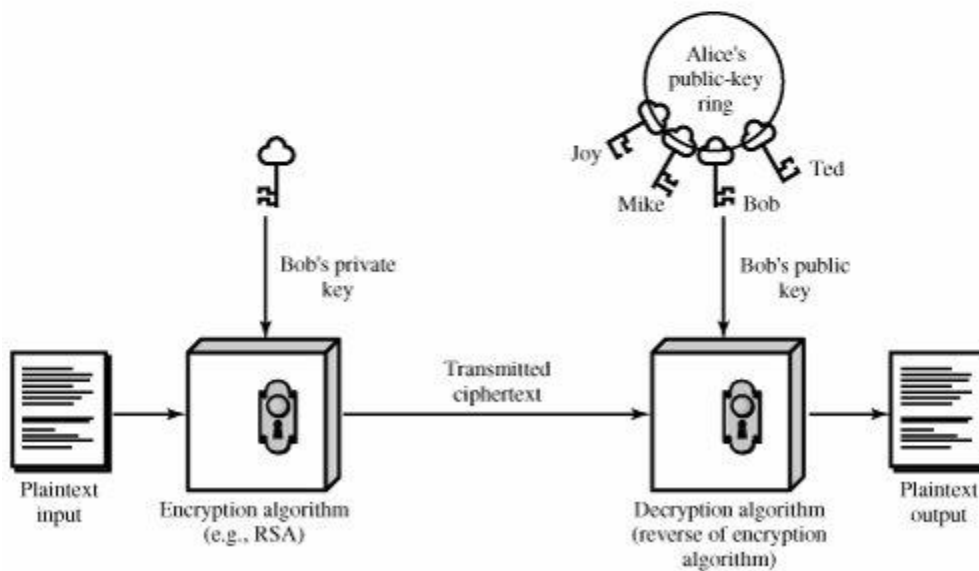 Alice's
public-key
ring
Joy
Ted
Mike
Bob
Bob's private
key
Bob's public
key
Transmitted
ciphertext
Plaintext
input
Encryption algorithm
(e.g., RSA)
Decryption algorithm
(reverse of encryption
algorithm)
Plaintext
output